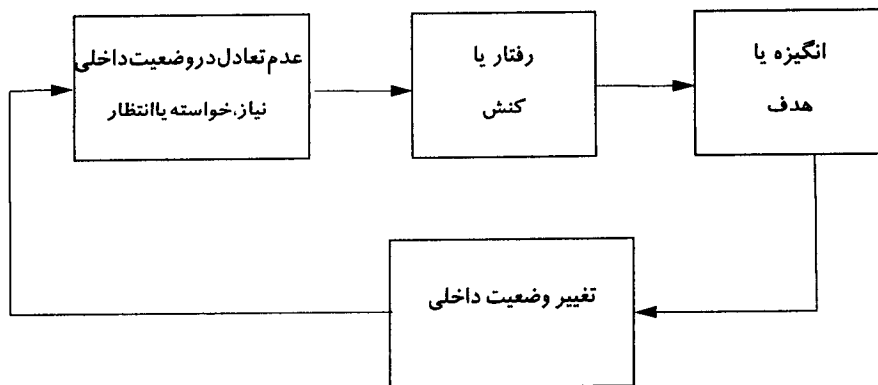 عدم تعادل در وضعیت داخلی
نیاز، خواسته یا انتظار
رفتار یا
کنش
انگیزه یا
هدف
تغییر وضعیت داخلی